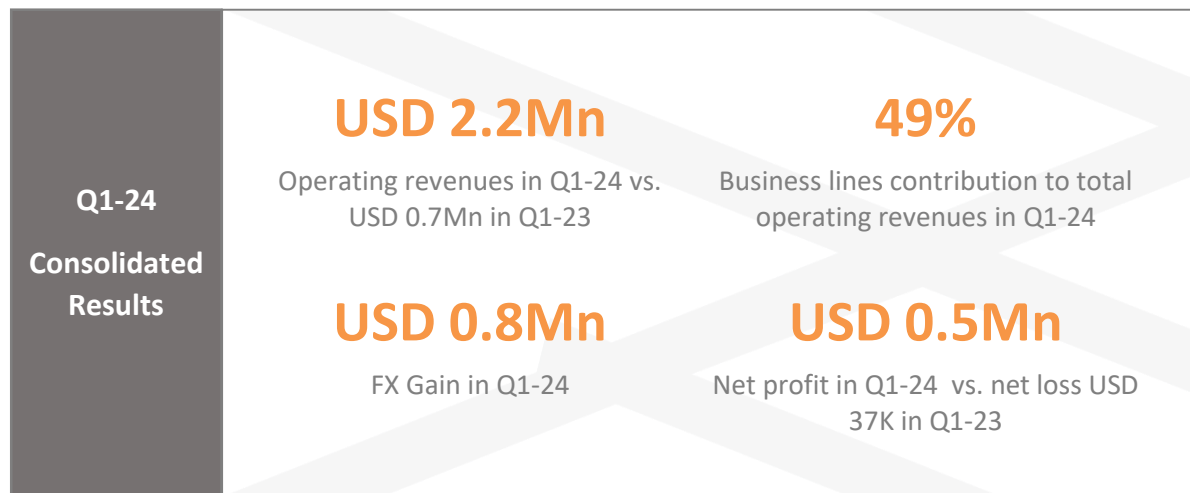 Q1-24
Consolidated
Results
USD 2.2Mn
Operating revenues in Q1-24 vs.
USD 0.7Mn in Q1-23
49%
Business lines contribution to total
operating revenues in Q1-24
USD 0.8Mn
FX Gain in Q1-24
USD 0.5Mn
Net profit in Q1-24 vs. net loss USD
37K in Q1-23